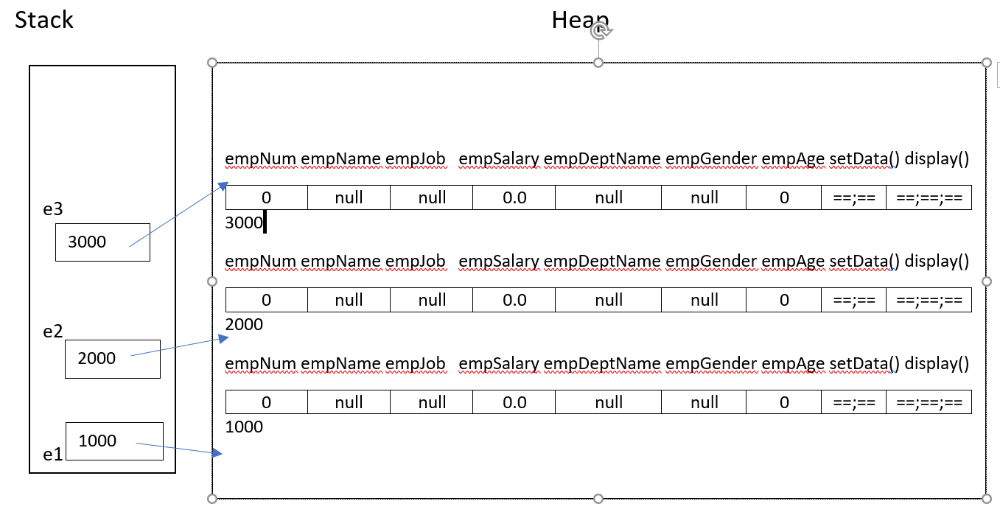 Stack
Heap
empNum empName empJob empSalary empDeptName empGender empAge setData() display()
0 null null 0.0 null null 0 ==;== ==;==;==
e3
3000
3000
empNum empName empJob empSalary empDeptName empGender empAge setData() display()
0 null null 0.0 null null 0 ==;== ==;==;==
e2
2000
2000
empNum empName empJob empSalary empDeptName empGender empAge setData() display()
0 null null 0.0 null null 0 ==;== ==;==;==
e1
1000
1000